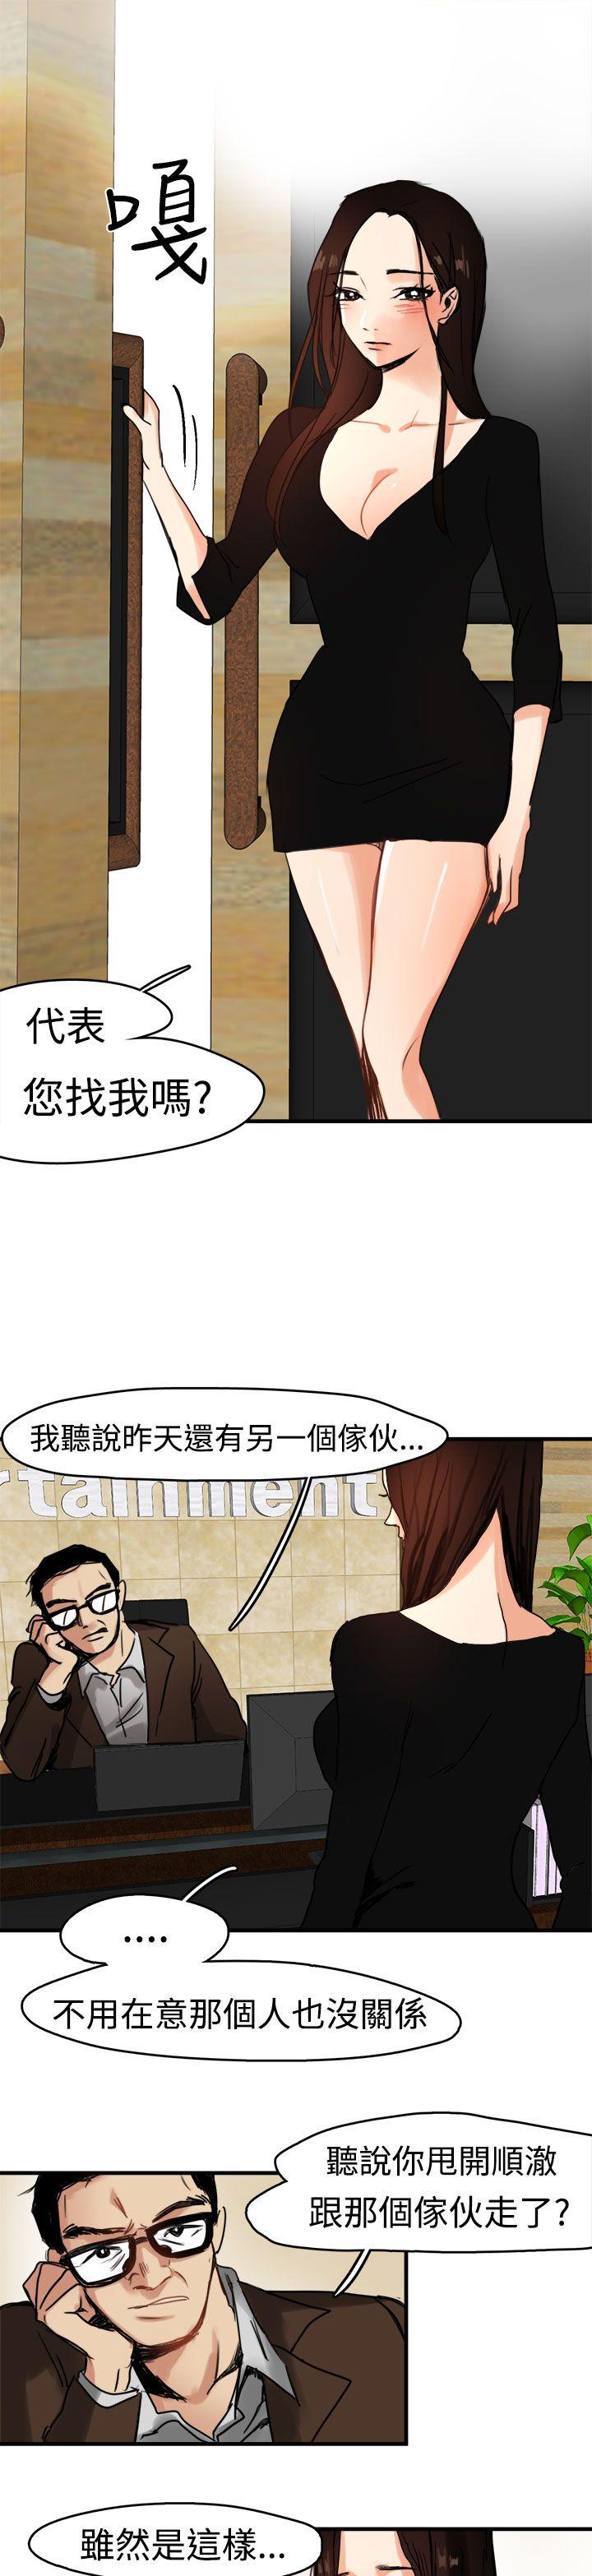 嘎
代表
您找我嗎?
我聽說昨天還有另一個傢伙...
rtainment
....
不用在意那個人也沒關係
聽說你甩開順澈
跟那個傢伙走了?
雖然是這樣...